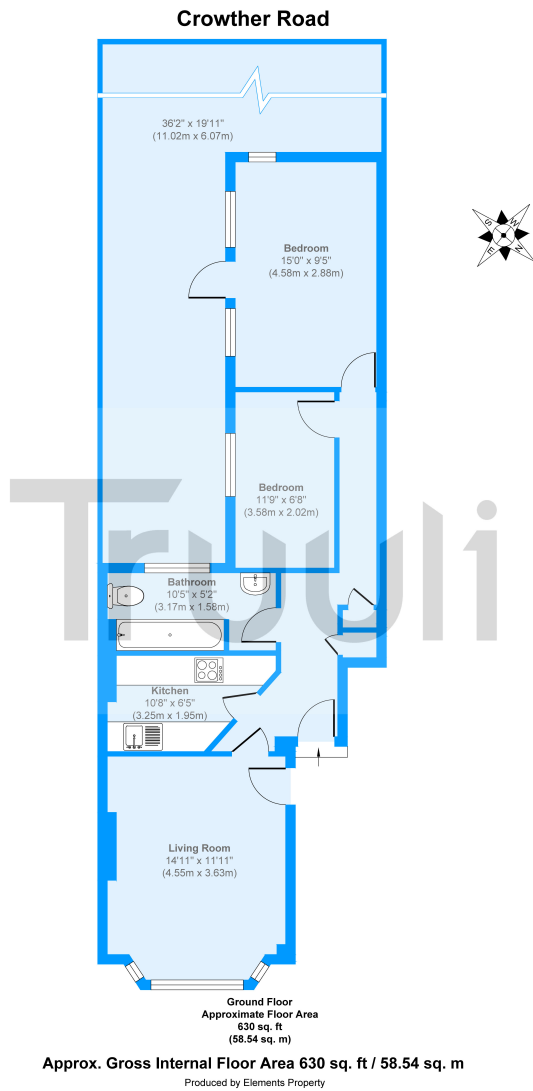 Crowther Road
36'2" x 19'11"
(11.02m x 6.07m)
Bedroom
15'0" x 9'5"
(4.58m x 2.88m)
S
W
E
N
Bedroom
11'9" x 6'8"
(3.58m x 2.02m)
Truuli
Bathroom
10'5" x 5'2"
(3.17m x 1.58m)
Kitchen
10'8" x 6'5"
(3.25m x 1.95m)
Living Room
14'11" x 11'11"
(4.55m x 3.63m)
Ground Floor
Approximate Floor Area
630 sq. ft
(58.54 sq. m)
Approx. Gross Internal Floor Area 630 sq. ft / 58.54 sq. m
Produced by Elements Property